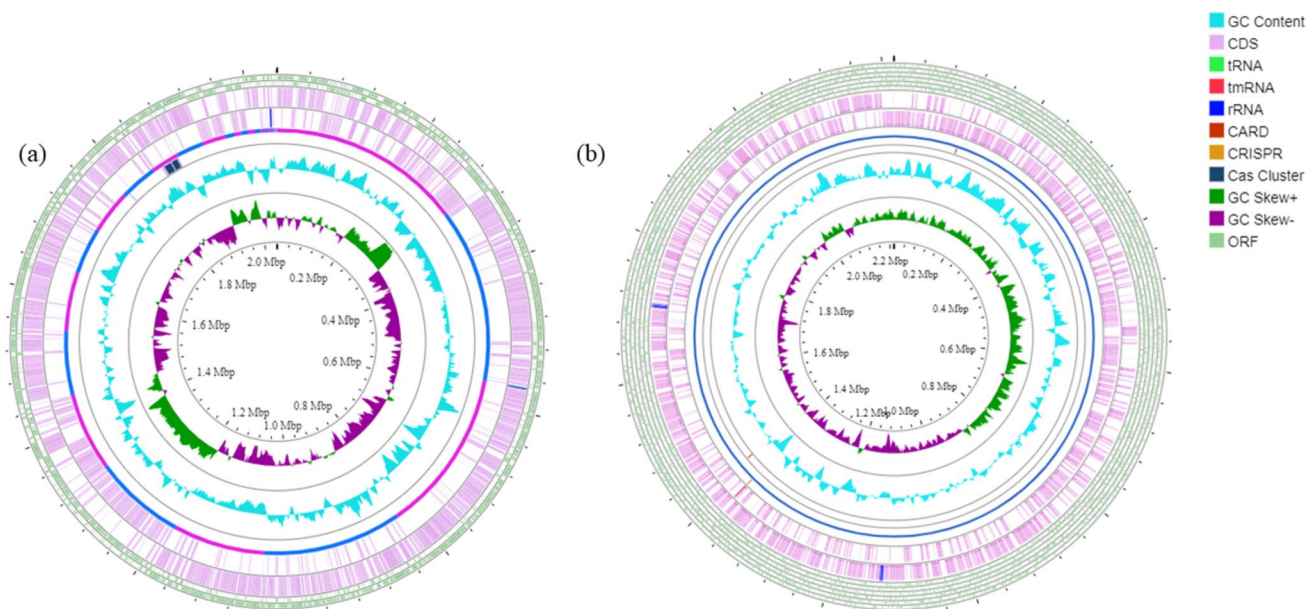 (a)
2.0 Mbp
0.2 Mbp
0.4 Mbp
0.6 Mbp
0.8 Mbp
1.0 Mbp
1.2 Mbp
1.4 Mbp
1.6 Mbp
1.8 Mbp
(b)
2.2 Mbp
0.2 Mbp
0.4 Mbp
0.6 Mbp
0.8 Mbp
1.0 Mbp
1.2 Mbp
1.4 Mbp
1.6 Mbp
1.8 Mbp
2.0 Mbp
GC Content
CDS
tRNA
tmRNA
rRNA
CARD
CRISPR
Cas Cluster
GC Skew+
GC Skew-
ORF